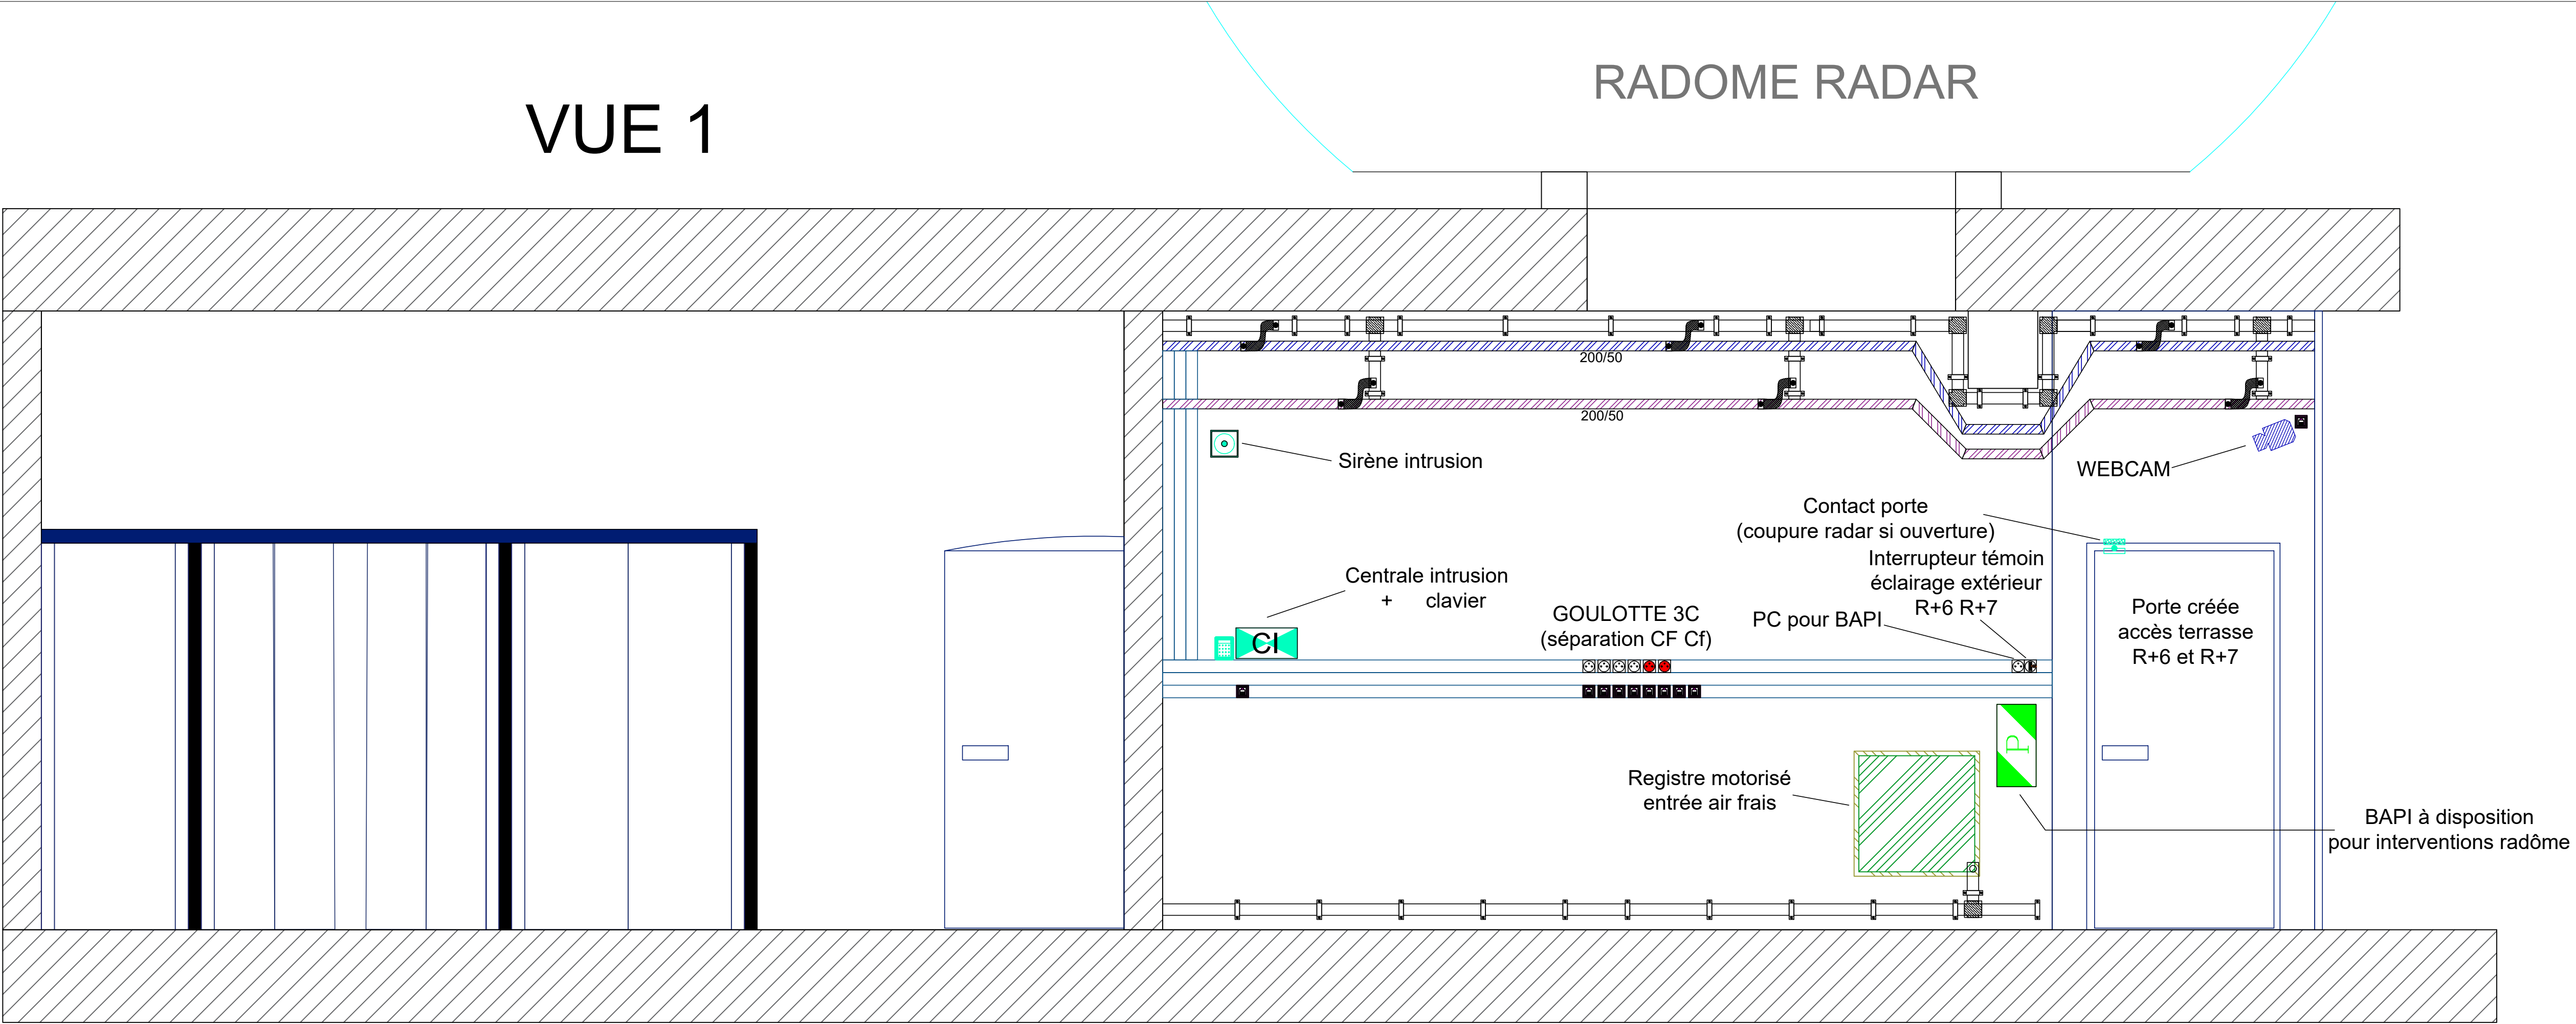 RADOME RADAR
VUE 1
200/50
200/50
Sirène intrusion
WEBCAM
Contact porte
(coupure radar si ouverture)
Interrupteur témoin
éclairage extérieur
R+6 R+7
Centrale intrusion
+ clavier
CI
GOULOTTE 3C
(séparation CF Cf)
PC pour BAPI
Porte créée
accès terrasse
R+6 et R+7
P
Registre motorisé
entrée air frais
BAPI à disposition
pour interventions radôme